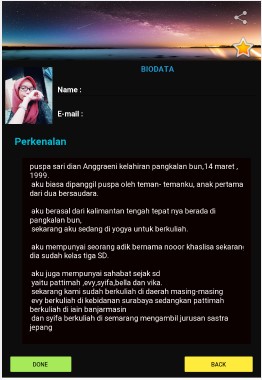 BIODATA
Name :
E-mail :
Perkenalan
puspa sari dian Anggraeni kelahiran pangkalan bun,14 maret ,
1999.
aku biasa dipanggil puspa oleh teman- temanku, anak pertama
dari dua bersaudara.
aku berasal dari kalimantan tengah tepat nya berada di
pangkalan bun,
sekarang aku sedang di yogya untuk berkuliah.
aku mempunyai seorang adik bernama nooor khaslisa sekaran
dia sudah kelas tiga SD.
aku juga mempunyai sahabat sejak sd
yaitu pattimah ,evy,syifa,bella dan vika.
sekarang kami sudah berkuliah di daerah masing-masing
evy berkuliah di kebidanan surabaya sedangkan pattimah
berkuliah di iain banjarmasin
dan syifa berkuliah di semarang mengambil jurusan sastra
jepang
DONE
BACK